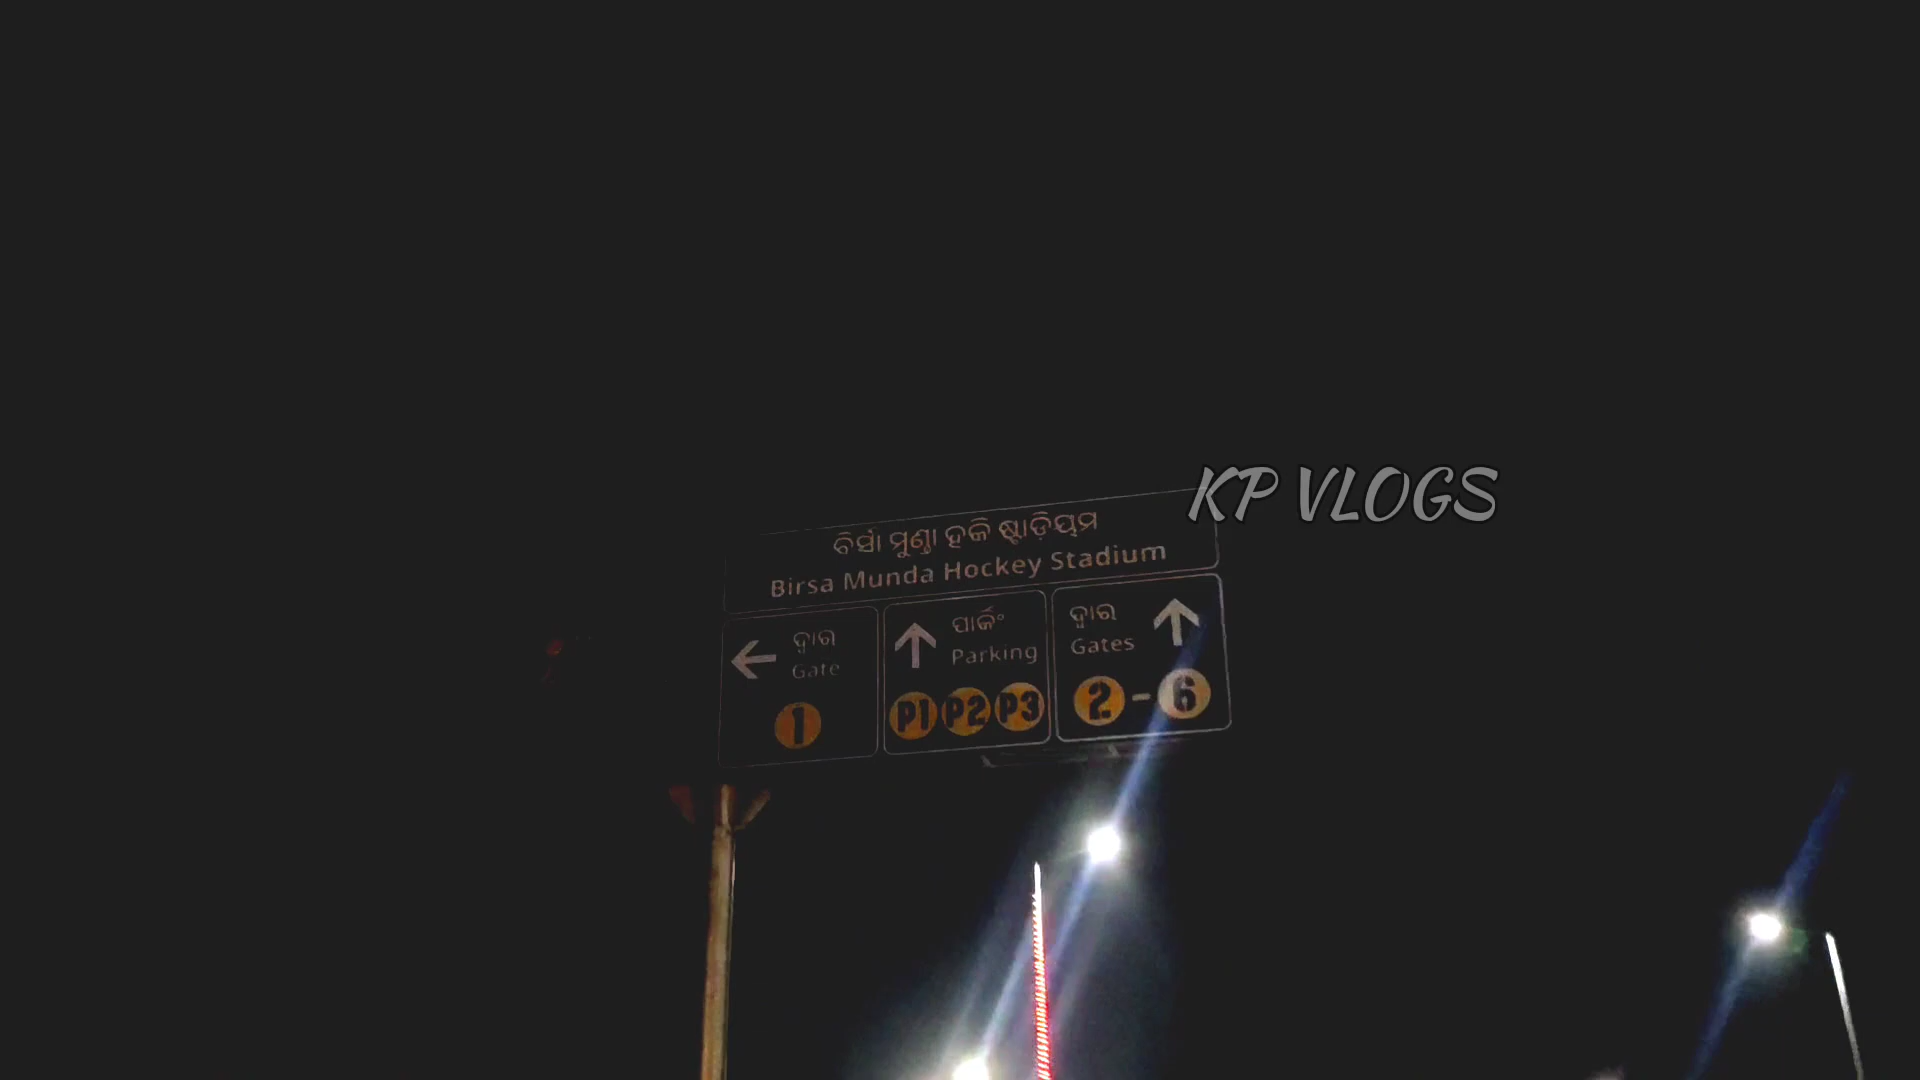 KP VLOGS
ବିର୍ସା ମୁଣ୍ଡା ହକି ଷ୍ଟାଡ଼ିୟମ
Birsa Munda Hockey Stadium
ଦ୍ୱାର
Gate
1
ପାର୍କିଂ
Parking
P1 P2 P3
ଦ୍ୱାର
Gates
2 - 6